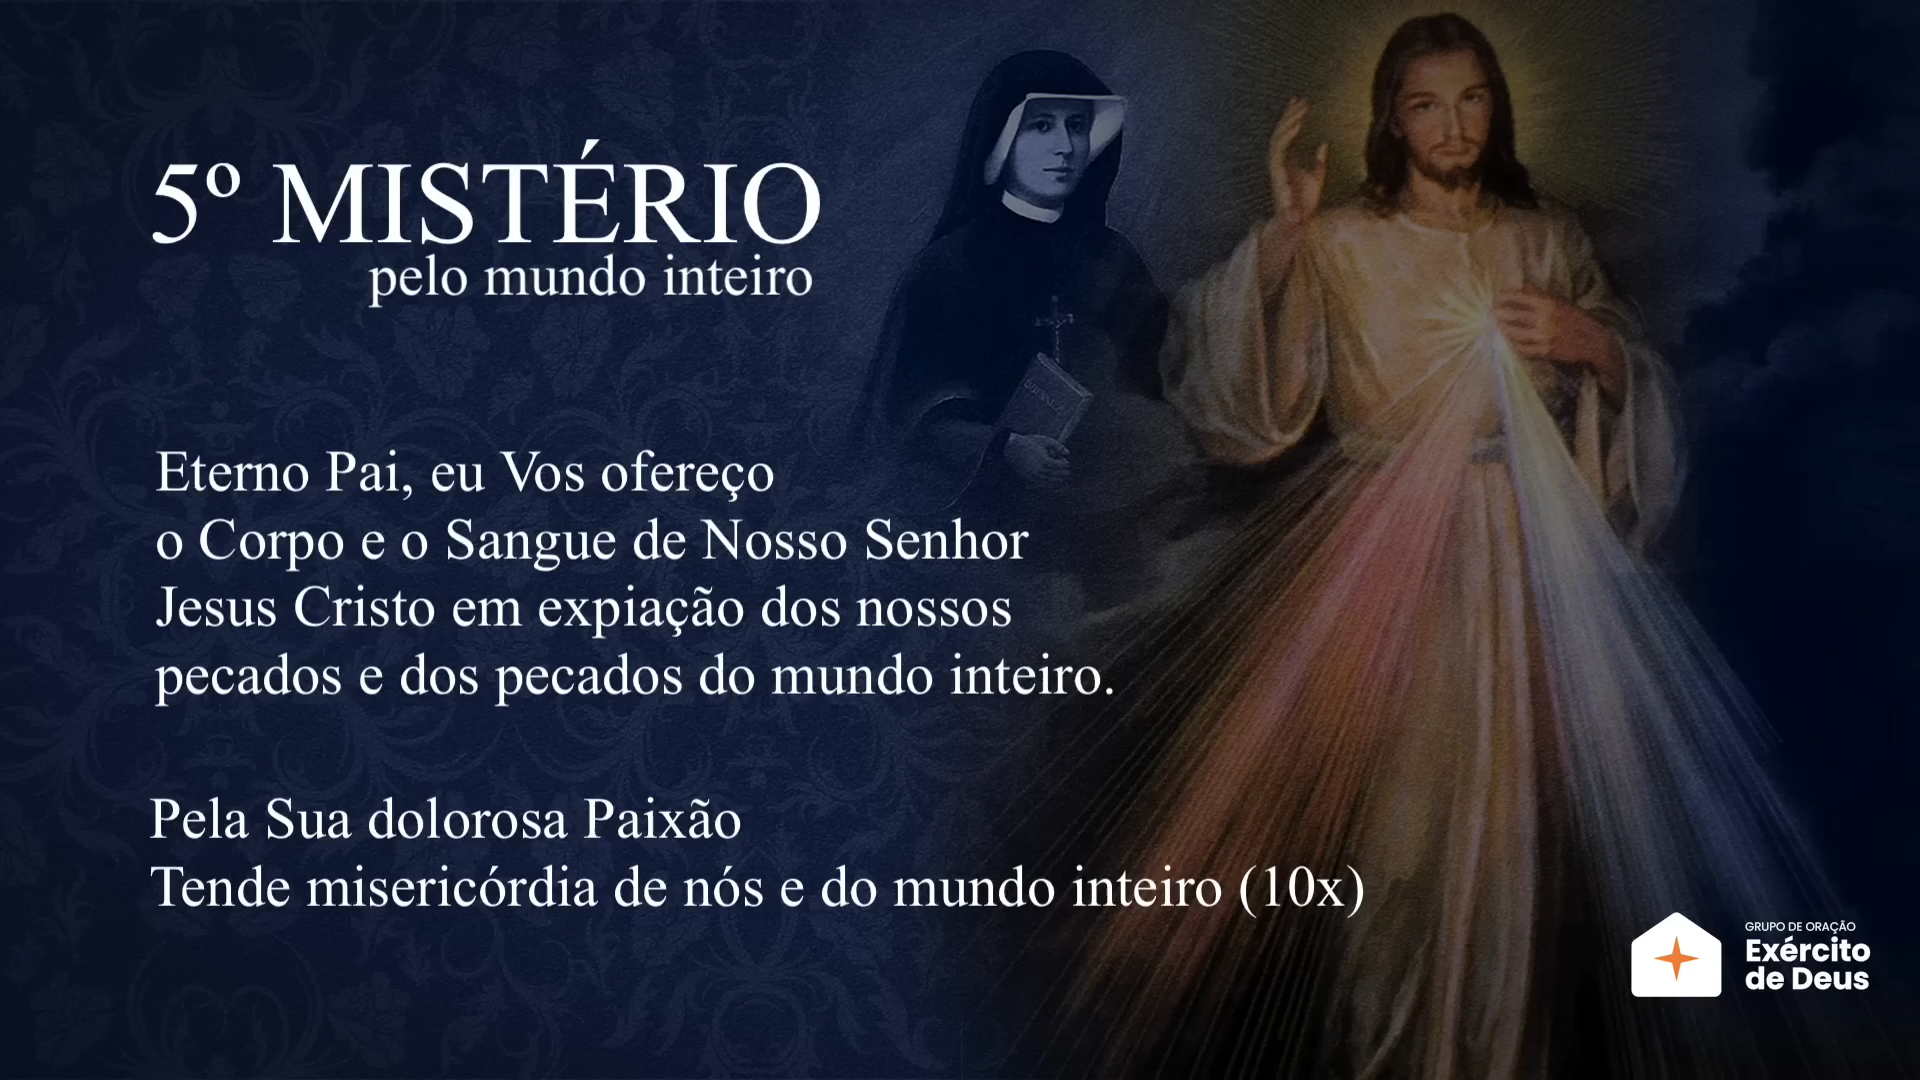 5º MISTÉRIO
pelo mundo inteiro
Eterno Pai, eu Vos ofereço
o Corpo e o Sangue de Nosso Senhor
Jesus Cristo em expiação dos nossos
pecados e dos pecados do mundo inteiro.
Pela Sua dolorosa Paixão
Tende misericórdia de nós e do mundo inteiro (10x)
GRUPO DE ORAÇÃO
Exército
de Deus